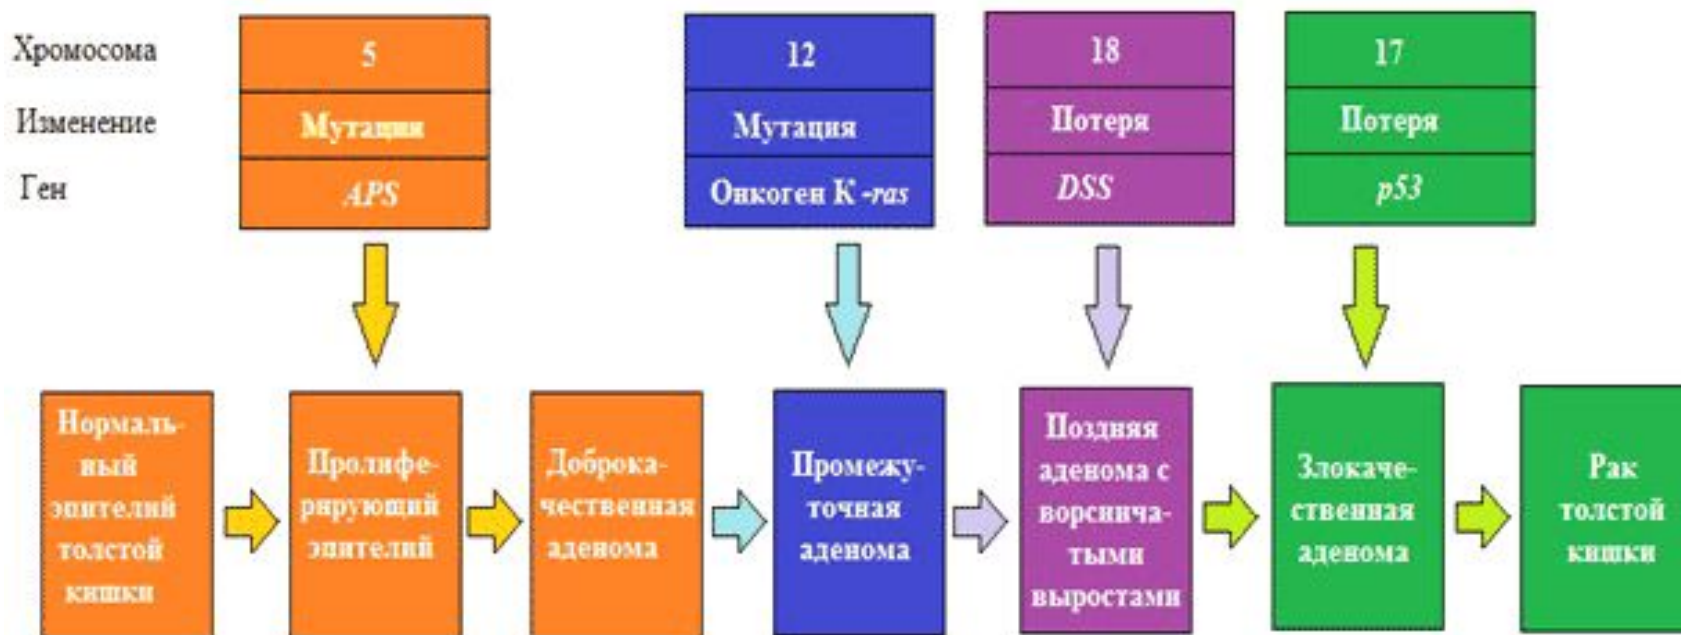 Хромосома 5 12 18 17
Изменение Мутации Мутация Потеря Потеря
Ген APS Онкоген K -ras DSS p53
Нормаль-
ный
эпителий
толстой
кишки
Пролифе-
рирующий
эпителий
Доброка-
чественная
аденома
Промежу-
точная
аденома
Поздняя
аденома с
ворсинча-
тыми
выростами
Злокаче-
ственная
аденома
Рак
толстой
кишки